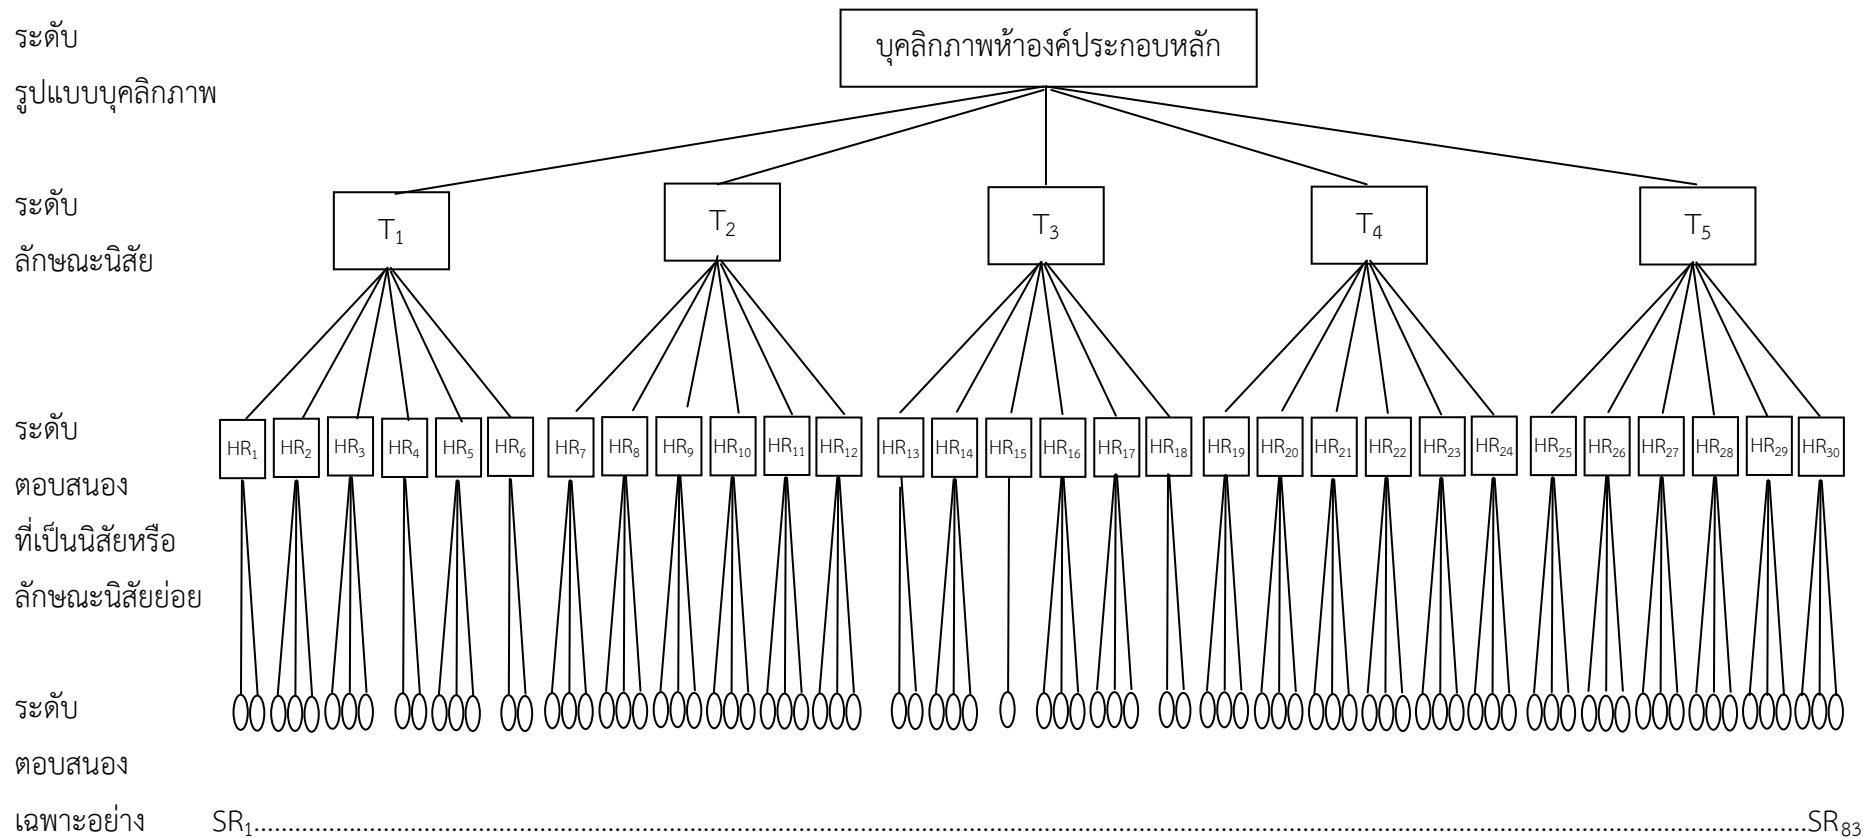 ระดับ
รูปแบบบุคลิกภาพ
บุคลิกภาพห้าองค์ประกอบหลัก
ระดับ
ลักษณะนิสัย
T₁ T₂ T₃ T₄ T₅
ระดับ
ตอบสนอง
ที่เป็นนิสัยหรือ
ลักษณะนิสัยย่อย
HR₁ HR₂ HR₃ HR₄ HR₅ HR₆ HR₇ HR₈ HR₉ HR₁₀ HR₁₁ HR₁₂ HR₁₃ HR₁₄ HR₁₅ HR₁₆ HR₁₇ HR₁₈ HR₁₉ HR₂₀ HR₂₁ HR₂₂ HR₂₃ HR₂₄ HR₂₅ HR₂₆ HR₂₇ HR₂₈ HR₂₉ HR₃₀
ระดับ
ตอบสนอง
เฉพาะอย่าง SR₁........................................SR₈₃